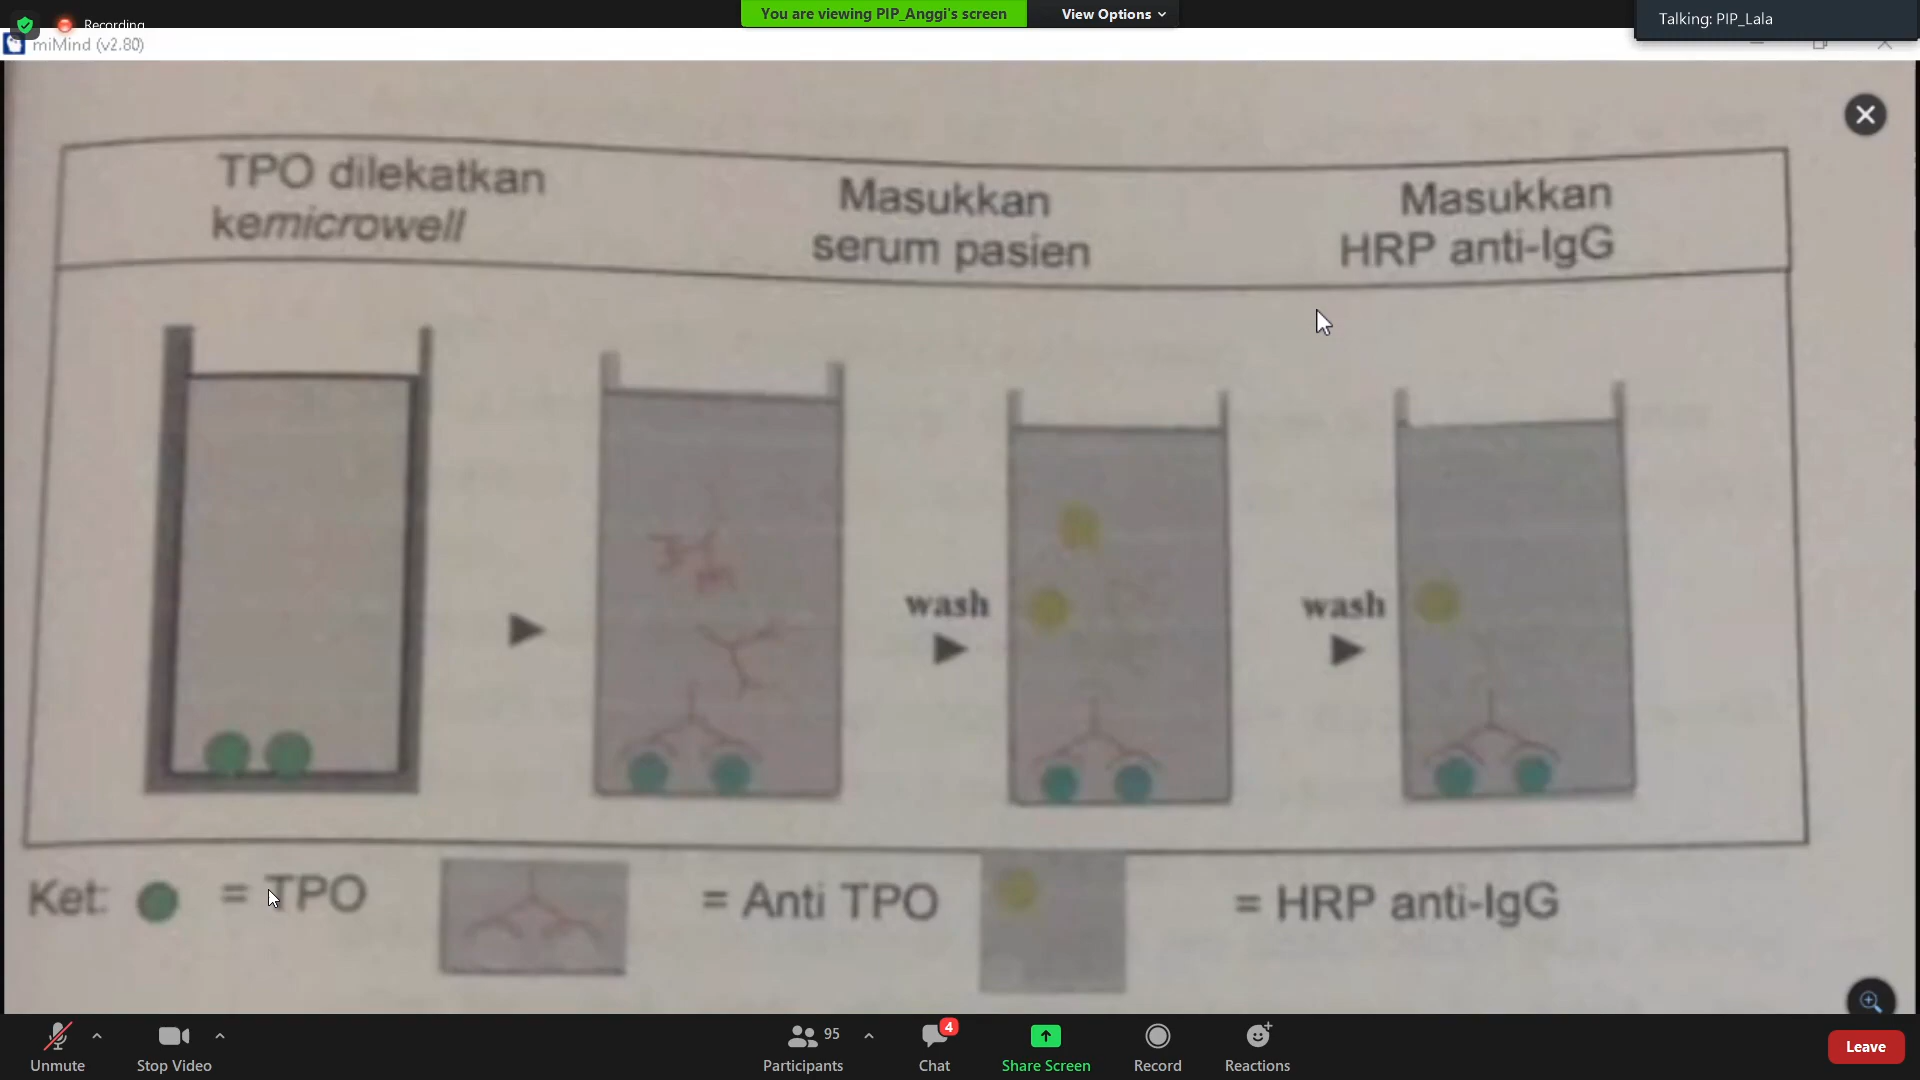 Recording
You are viewing PIP_Anggi's screen
View Options
Talking: PIP_Lala
miMind (v2.80)
TPO dilekatkan
kemicrowell
Masukkan
serum pasien
Masukkan
HRP anti-IgG
wash
wash
Ket:
= TPO
= Anti TPO
= HRP anti-IgG
Unmute
Stop Video
95
Participants
4
Chat
Share Screen
Record
Reactions
Leave